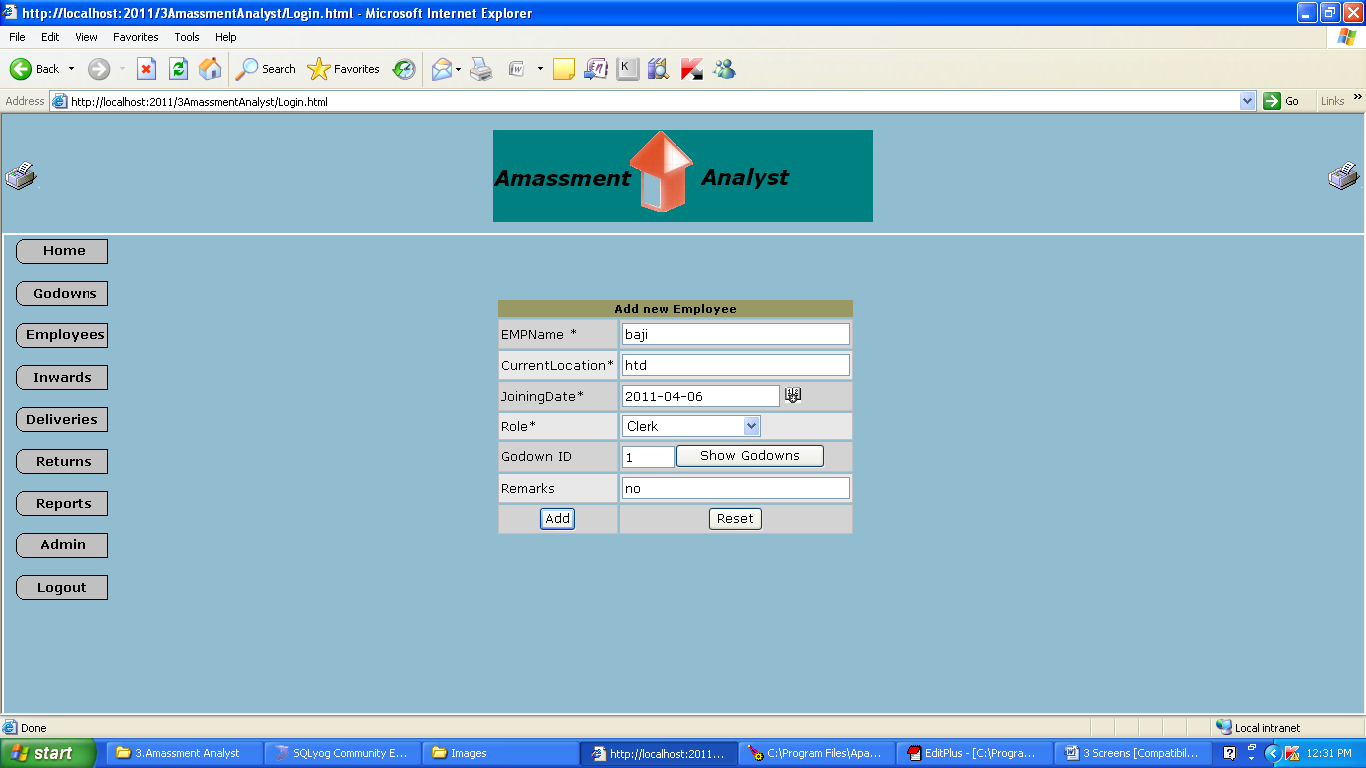 http://localhost:2011/3AmassmentAnalyst/Login.html - Microsoft Internet Explorer
File Edit View Favorites Tools Help
Back Search Favorites
Address http://localhost:2011/3AmassmentAnalyst/Login.html Go Links »
Amassment Analyst
Home
Godowns
Employees
Inwards
Deliveries
Returns
Reports
Admin
Logout
Add new Employee
EMPName * baji
CurrentLocation* htd
JoiningDate* 2011-04-06
Role* Clerk
Godown ID 1 Show Godowns
Remarks no
Add Reset
Done Local intranet
start 3.Amassment Analyst SQLyog Community E... Images http://localhost:2011... C:\Program Files\Apa... EditPlus - [C:\Progra... 3 Screens [Compatibil... 12:31 PM